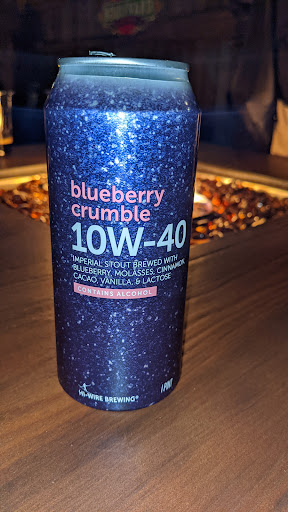 blueberry
crumble
10W-40
IMPERIAL STOUT BREWED WITH
BLUEBERRY, MOLASSES, CINNAMON,
CACAO, VANILLA, & LACTOSE
CONTAINS ALCOHOL
HI-WIRE BREWING®
1 PINT